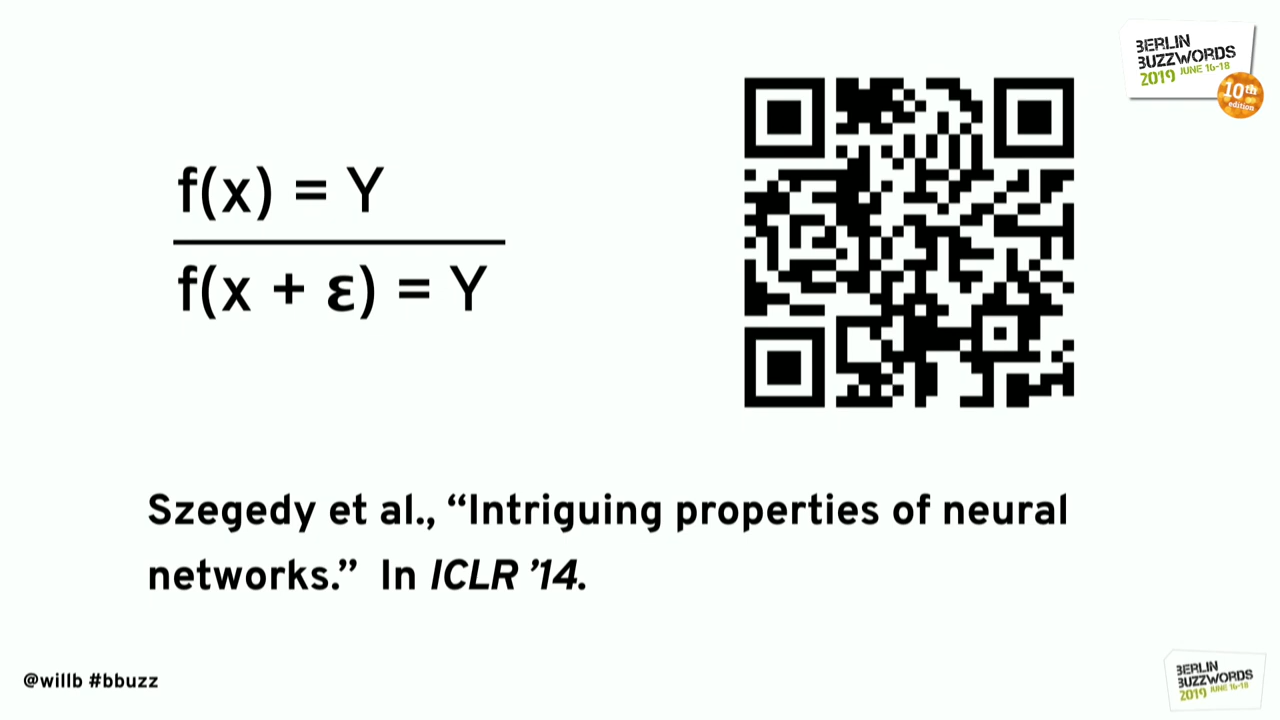 BERLIN
BUZZWORDS
2019 JUNE 16-18
10th
edition
f(x) = Y
f(x + ε) = Y
Szegedy et al., “Intriguing properties of neural
networks.” In ICLR ’14.
@willb #bbuzz
BERLIN
BUZZWORDS
2019 JUNE 16-18